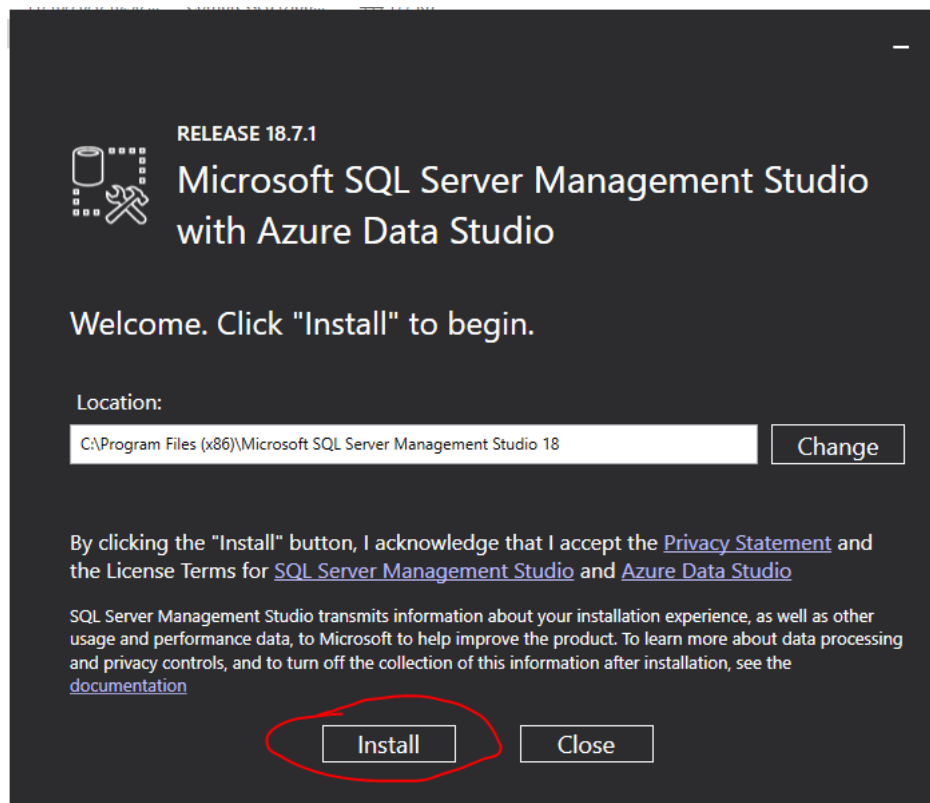 RELEASE 18.7.1
Microsoft SQL Server Management Studio
with Azure Data Studio
Welcome. Click "Install" to begin.
Location:
C:\Program Files (x86)\Microsoft SQL Server Management Studio 18
Change
By clicking the "Install" button, I acknowledge that I accept the Privacy Statement and
the License Terms for SQL Server Management Studio and Azure Data Studio
SQL Server Management Studio transmits information about your installation experience, as well as other
usage and performance data, to Microsoft to help improve the product. To learn more about data processing
and privacy controls, and to turn off the collection of this information after installation, see the
documentation
Install
Close